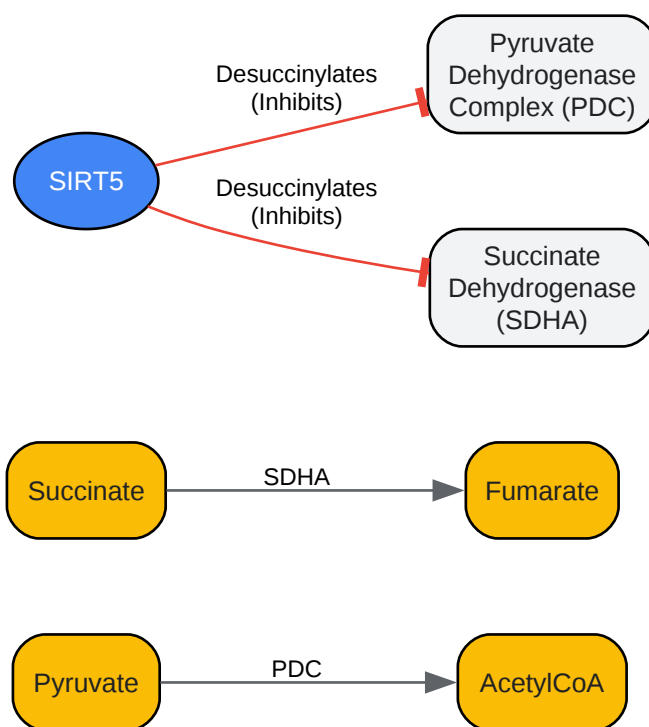 Pyruvate
Dehydrogenase
Complex (PDC)
Desuccinylates
(Inhibits)
SIRT5
Desuccinylates
(Inhibits)
Succinate
Dehydrogenase
(SDHA)
Succinate
SDHA
Fumarate
Pyruvate
PDC
AcetylCoA